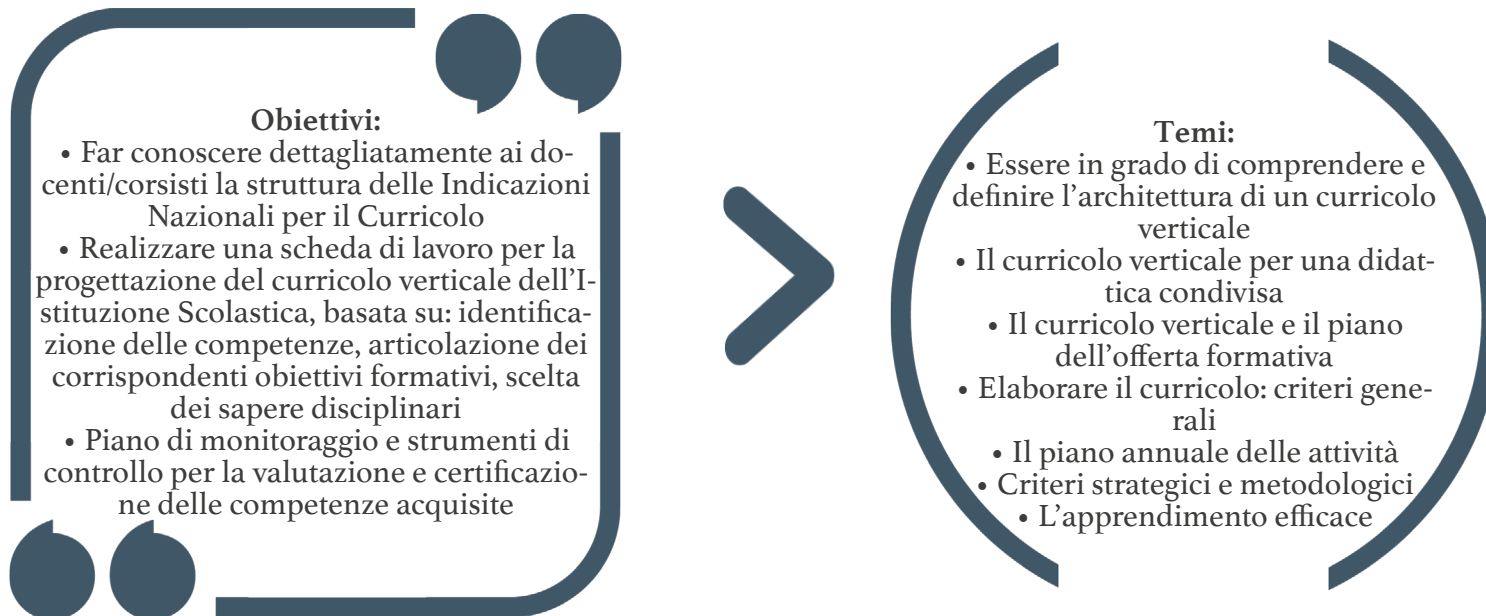 Obiettivi:
• Far conoscere dettagliatamente ai do-
centi/corsisti la struttura delle Indicazioni
Nazionali per il Curricolo
• Realizzare una scheda di lavoro per la
progettazione del curricolo verticale dell'I-
stituzione Scolastica, basata su: identifica-
zione delle competenze, articolazione dei
corrispondenti obiettivi formativi, scelta
dei sapere disciplinari
• Piano di monitoraggio e strumenti di
controllo per la valutazione e certificazio-
ne delle competenze acquisite
Temi:
• Essere in grado di comprendere e
definire l'architettura di un curricolo
verticale
• Il curricolo verticale per una didat-
tica condivisa
• Il curricolo verticale e il piano
dell'offerta formativa
• Elaborare il curricolo: criteri gene-
rali
• Il piano annuale delle attività
• Criteri strategici e metodologici
• L'apprendimento efficace